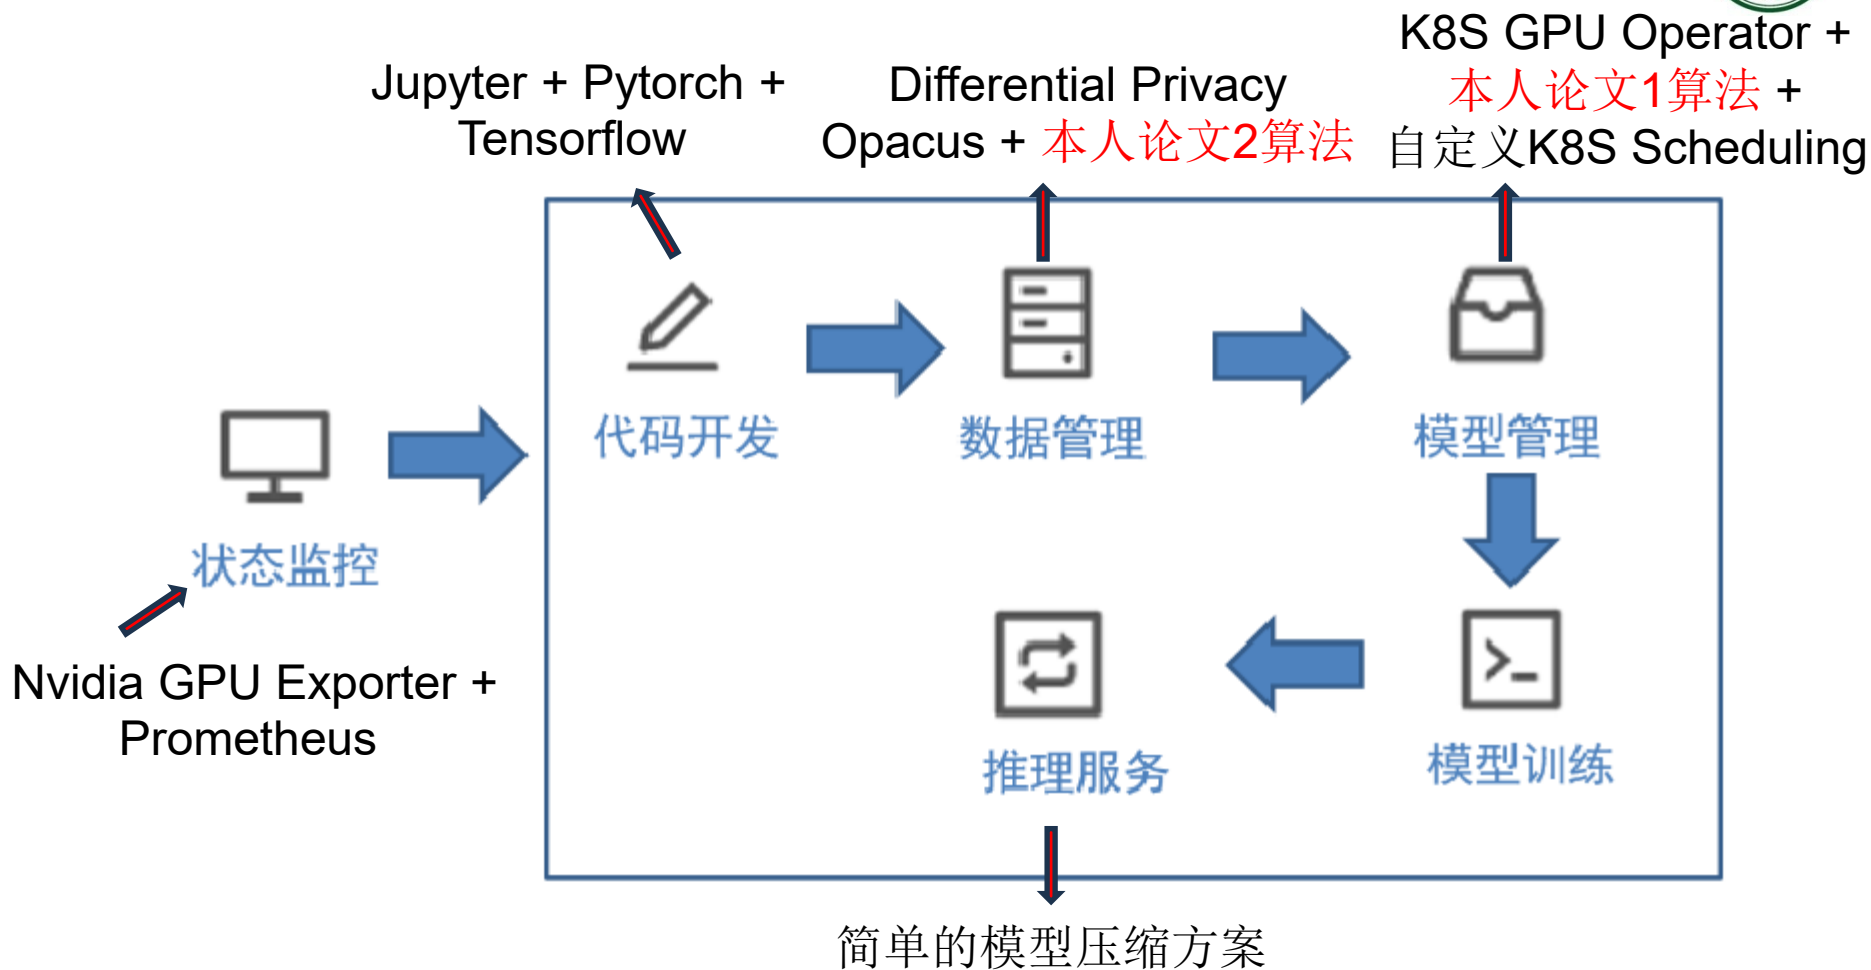 Jupyter + Pytorch +
Tensorflow
Differential Privacy
Opacus + 本人论文2算法
K8S GPU Operator +
本人论文1算法 +
自定义K8S Scheduling
代码开发
数据管理
模型管理
状态监控
Nvidia GPU Exporter +
Prometheus
推理服务
模型训练
简单的模型压缩方案